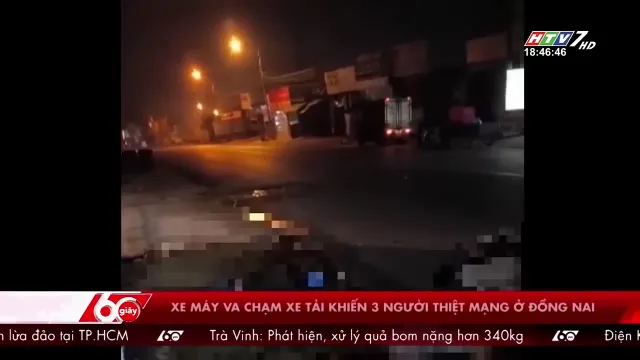 HTV7 HD
18:46:46
60 giây
XE MÁY VA CHẠM XE TẢI KHIẾN 3 NGƯỜI THIỆT MẠNG Ở ĐỒNG NAI
lừa đảo tại TP.HCM 60 giây Trà Vinh: Phát hiện, xử lý quả bom nặng hơn 340kg 60 giây Điện K